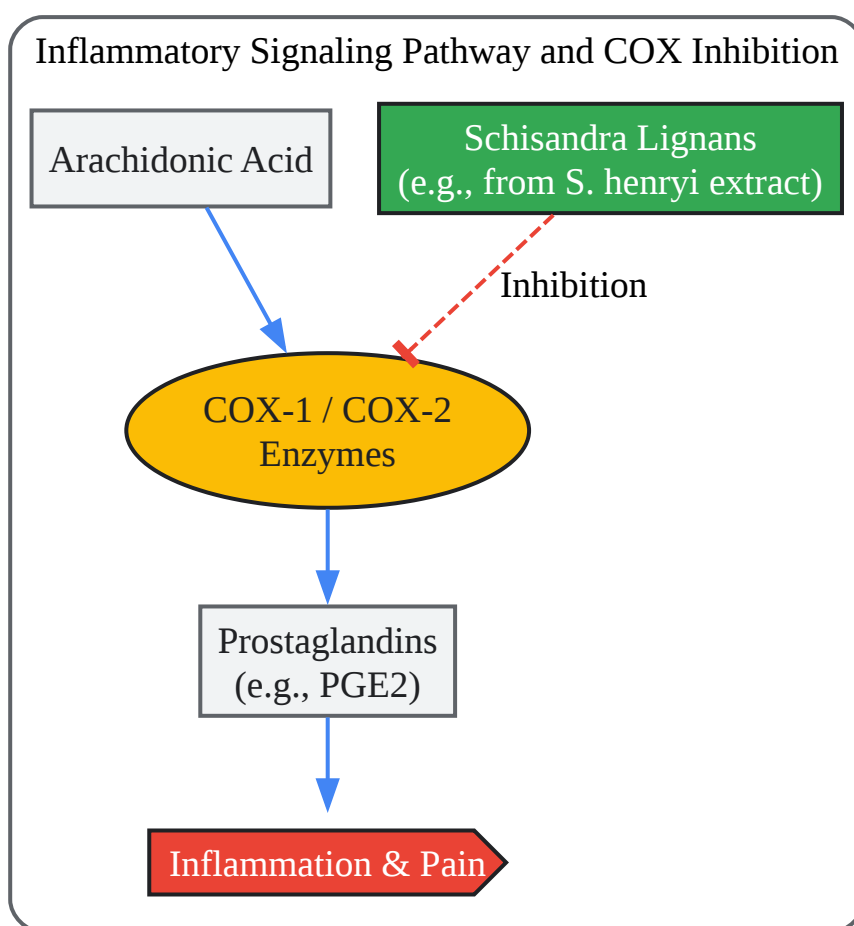 Inflammatory Signaling Pathway and COX Inhibition
Arachidonic Acid
Schisandra Lignans
(e.g., from S. henryi extract)
Inhibition
COX-1 / COX-2
Enzymes
Prostaglandins
(e.g., PGE2)
Inflammation & Pain